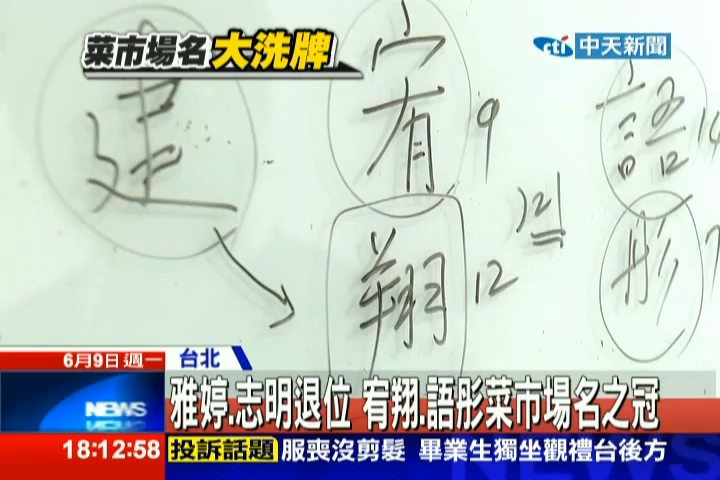 菜市場名大洗牌
cti 中天新聞
建 宥 9 語 14
翔 12 21 彤 7
6月9日週一 台北
NEWS 雅婷.志明退位 宥翔.語彤菜市場名之冠
18:12:58 投訴話題 服喪沒剪髮 畢業生獨坐觀禮台後方